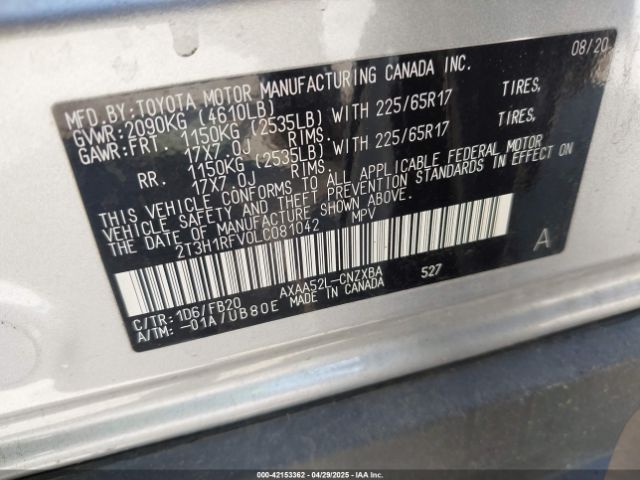 08/20
MFD.BY:TOYOTA MOTOR MANUFACTURING CANADA INC.
GVWR:2090KG (4610LB)
GAWR:FRT. 1150KG (2535LB) WITH 225/65R17 TIRES,
17X7.0J RIMS.
RR. 1150KG (2535LB) WITH 225/65R17 TIRES,
17X7.0J RIMS.
THIS VEHICLE CONFORMS TO ALL APPLICABLE FEDERAL MOTOR
VEHICLE SAFETY AND THEFT PREVENTION STANDARDS IN EFFECT ON
THE DATE OF MANUFACTURE SHOWN ABOVE.
2T3H1RFV0LC081042 MPV
A
C/TR:1D6/FB20 AXAA52L-CNZXBA 527
A/TM:-01A/UB80E MADE IN CANADA
000-42153362 04/29/2025 IAA Inc.